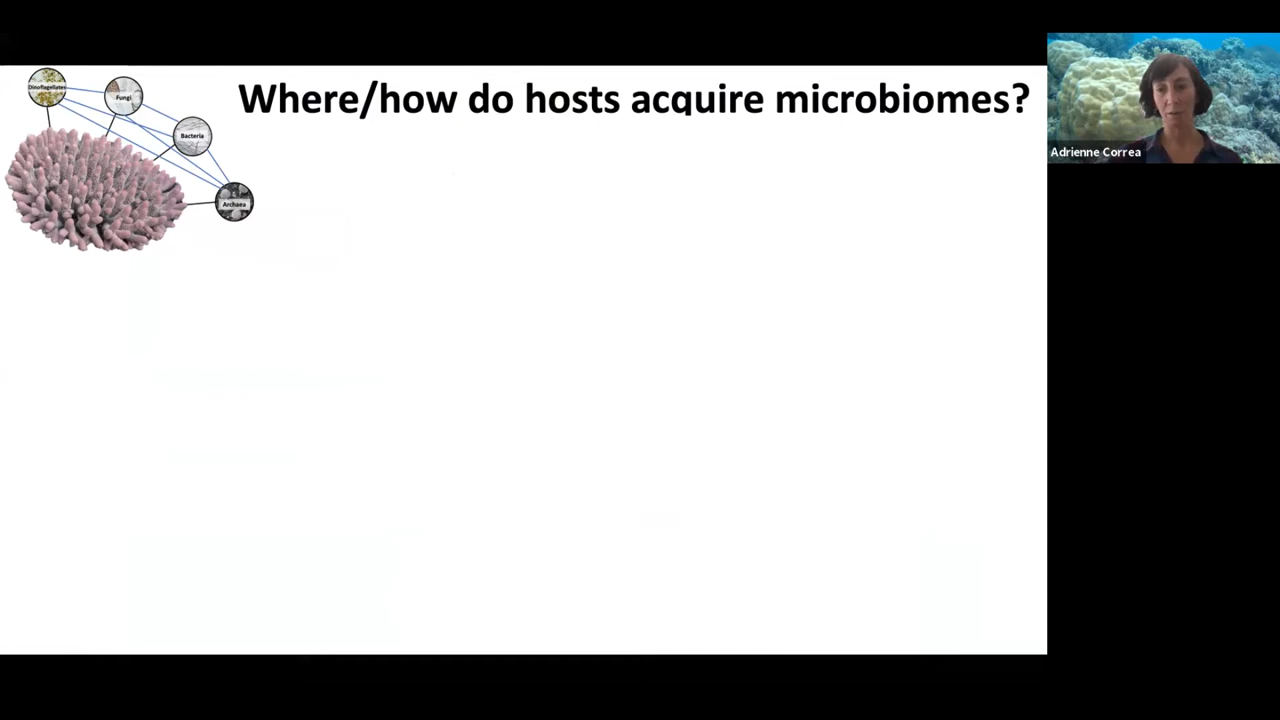 Where/how do hosts acquire microbiomes?
Dinoflagellates
Fungi
Bacteria
Archaea
Adrienne Correa